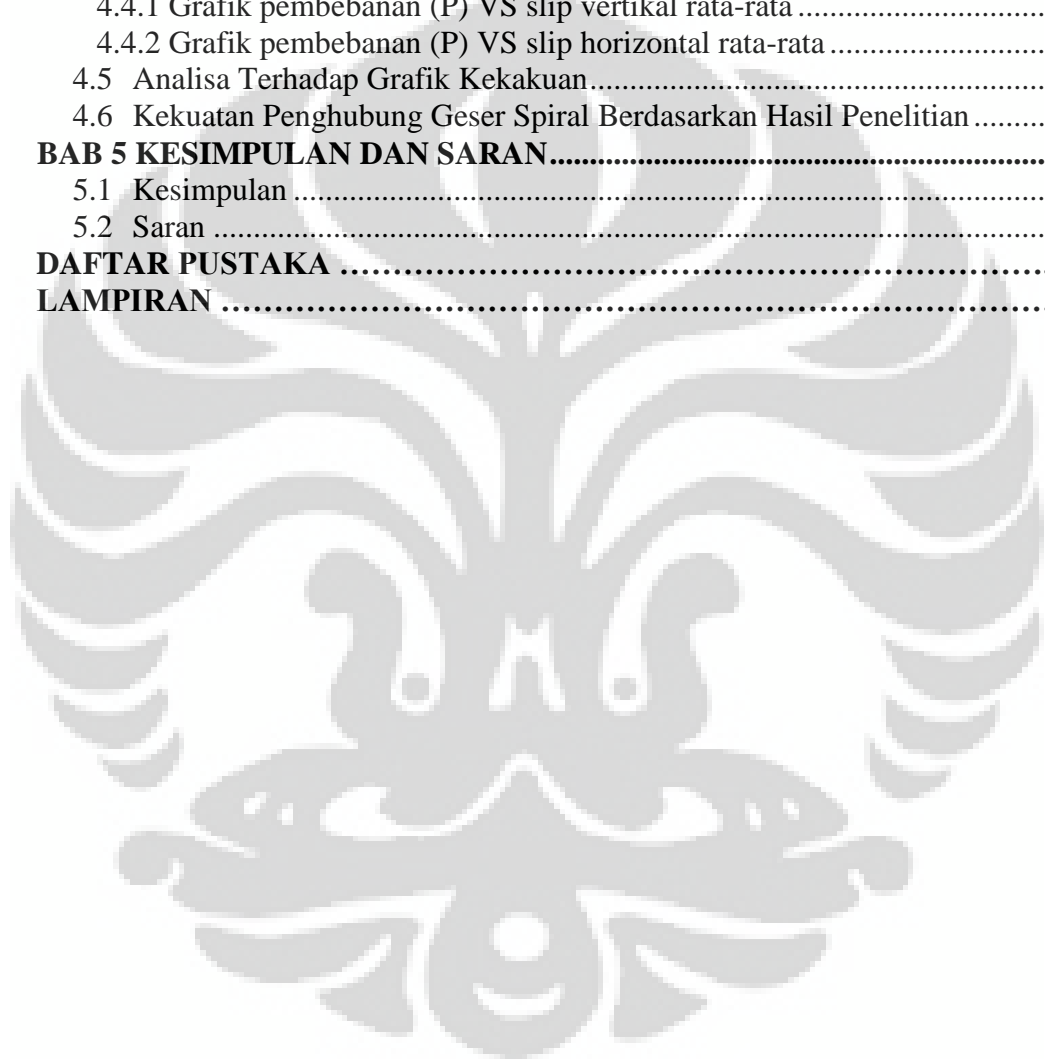 4.4.1 Grafik pembebanan (P) VS slip vertikal rata-rata ................................
4.4.2 Grafik pembebanan (P) VS slip horizontal rata-rata ............................
4.5 Analisa Terhadap Grafik Kekakuan.........................................................
4.6 Kekuatan Penghubung Geser Spiral Berdasarkan Hasil Penelitian .........
BAB 5 KESIMPULAN DAN SARAN..............................................................
5.1 Kesimpulan .............................................................................................
5.2 Saran .......................................................................................................
DAFTAR PUSTAKA ……………………………………………………………
LAMPIRAN ………………………………………………………………………